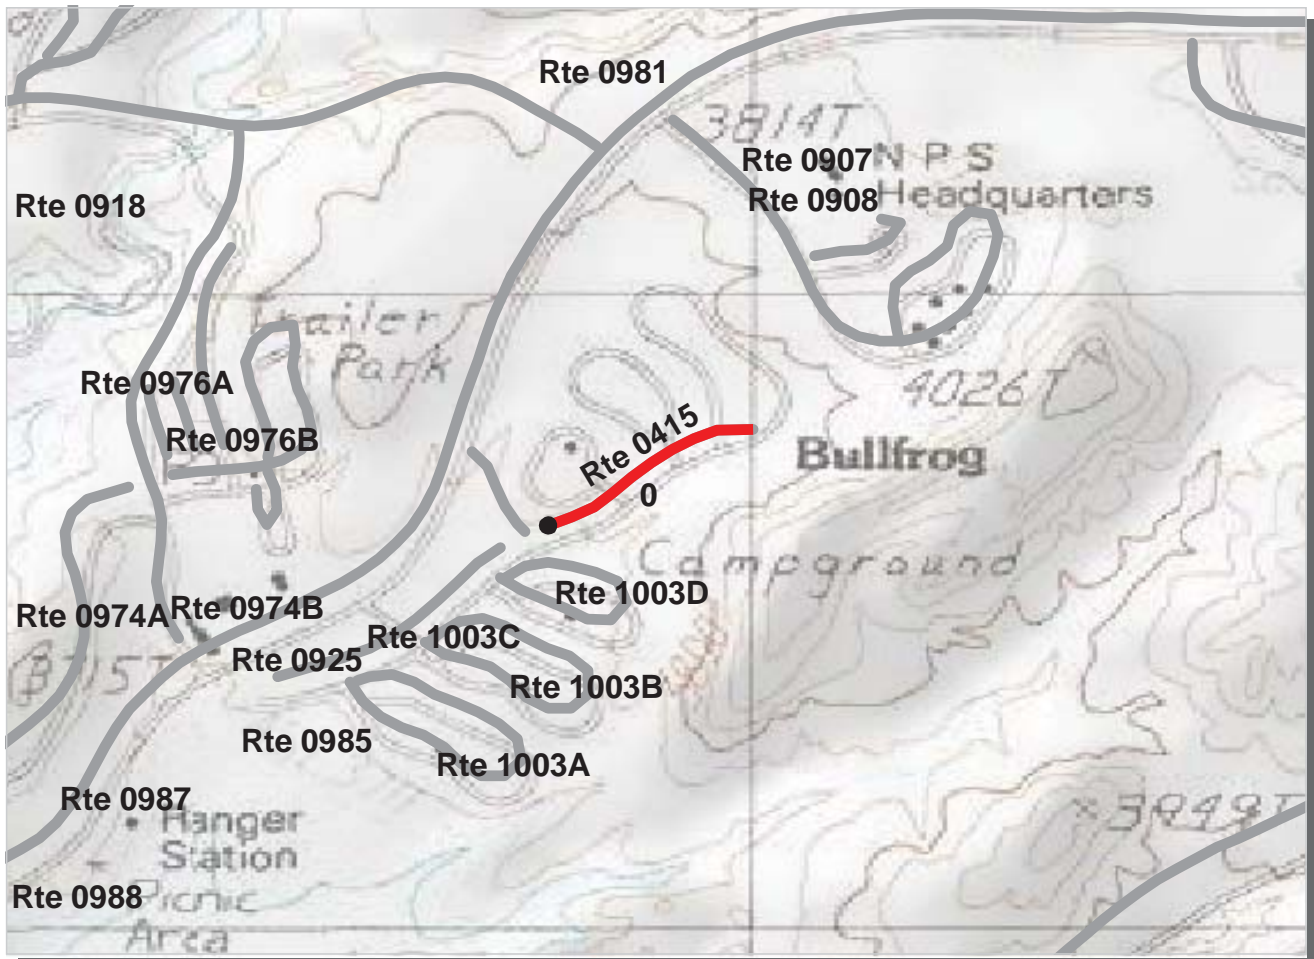 Rte 0981
3814T
Rte 0907
N P S
Rte 0908
Headquarters
Rte 0918
Trailer
Park
Rte 0976A
4026T
Rte 0415
Rte 0976B
Bullfrog
0
Campground
Rte 1003D
Rte 0974A
Rte 0974B
Rte 1003C
Rte 0925
Rte 1003B
Rte 0985
Rte 1003A
Rte 0987
Ranger
Station
×3949T
Rte 0988
Picnic
Area